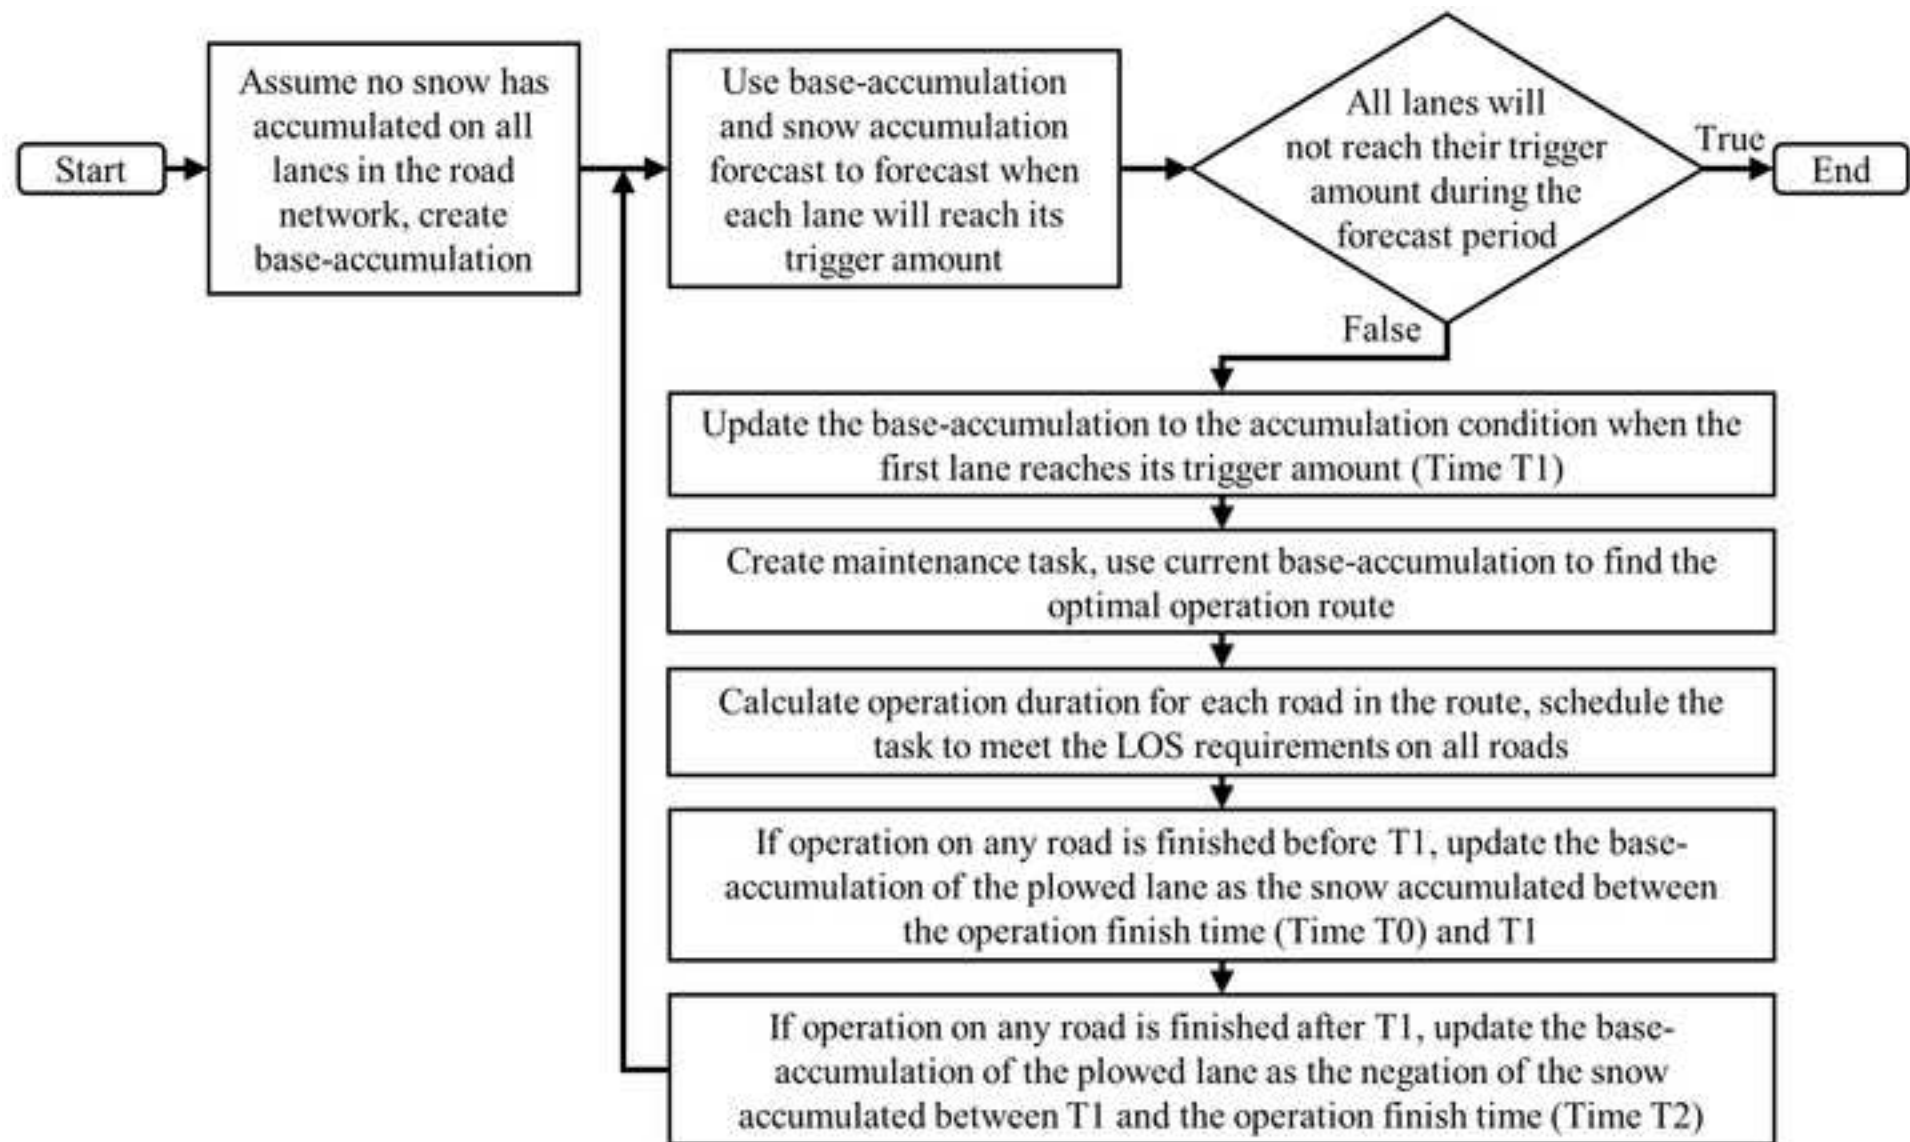 Start
Assume no snow has
accumulated on all
lanes in the road
network, create
base-accumulation
Use base-accumulation
and snow accumulation
forecast to forecast when
each lane will reach its
trigger amount
All lanes will
not reach their trigger
amount during the
forecast period
True
End
False
Update the base-accumulation to the accumulation condition when the
first lane reaches its trigger amount (Time T1)
Create maintenance task, use current base-accumulation to find the
optimal operation route
Calculate operation duration for each road in the route, schedule the
task to meet the LOS requirements on all roads
If operation on any road is finished before T1, update the base-
accumulation of the plowed lane as the snow accumulated between
the operation finish time (Time T0) and T1
If operation on any road is finished after T1, update the base-
accumulation of the plowed lane as the negation of the snow
accumulated between T1 and the operation finish time (Time T2)